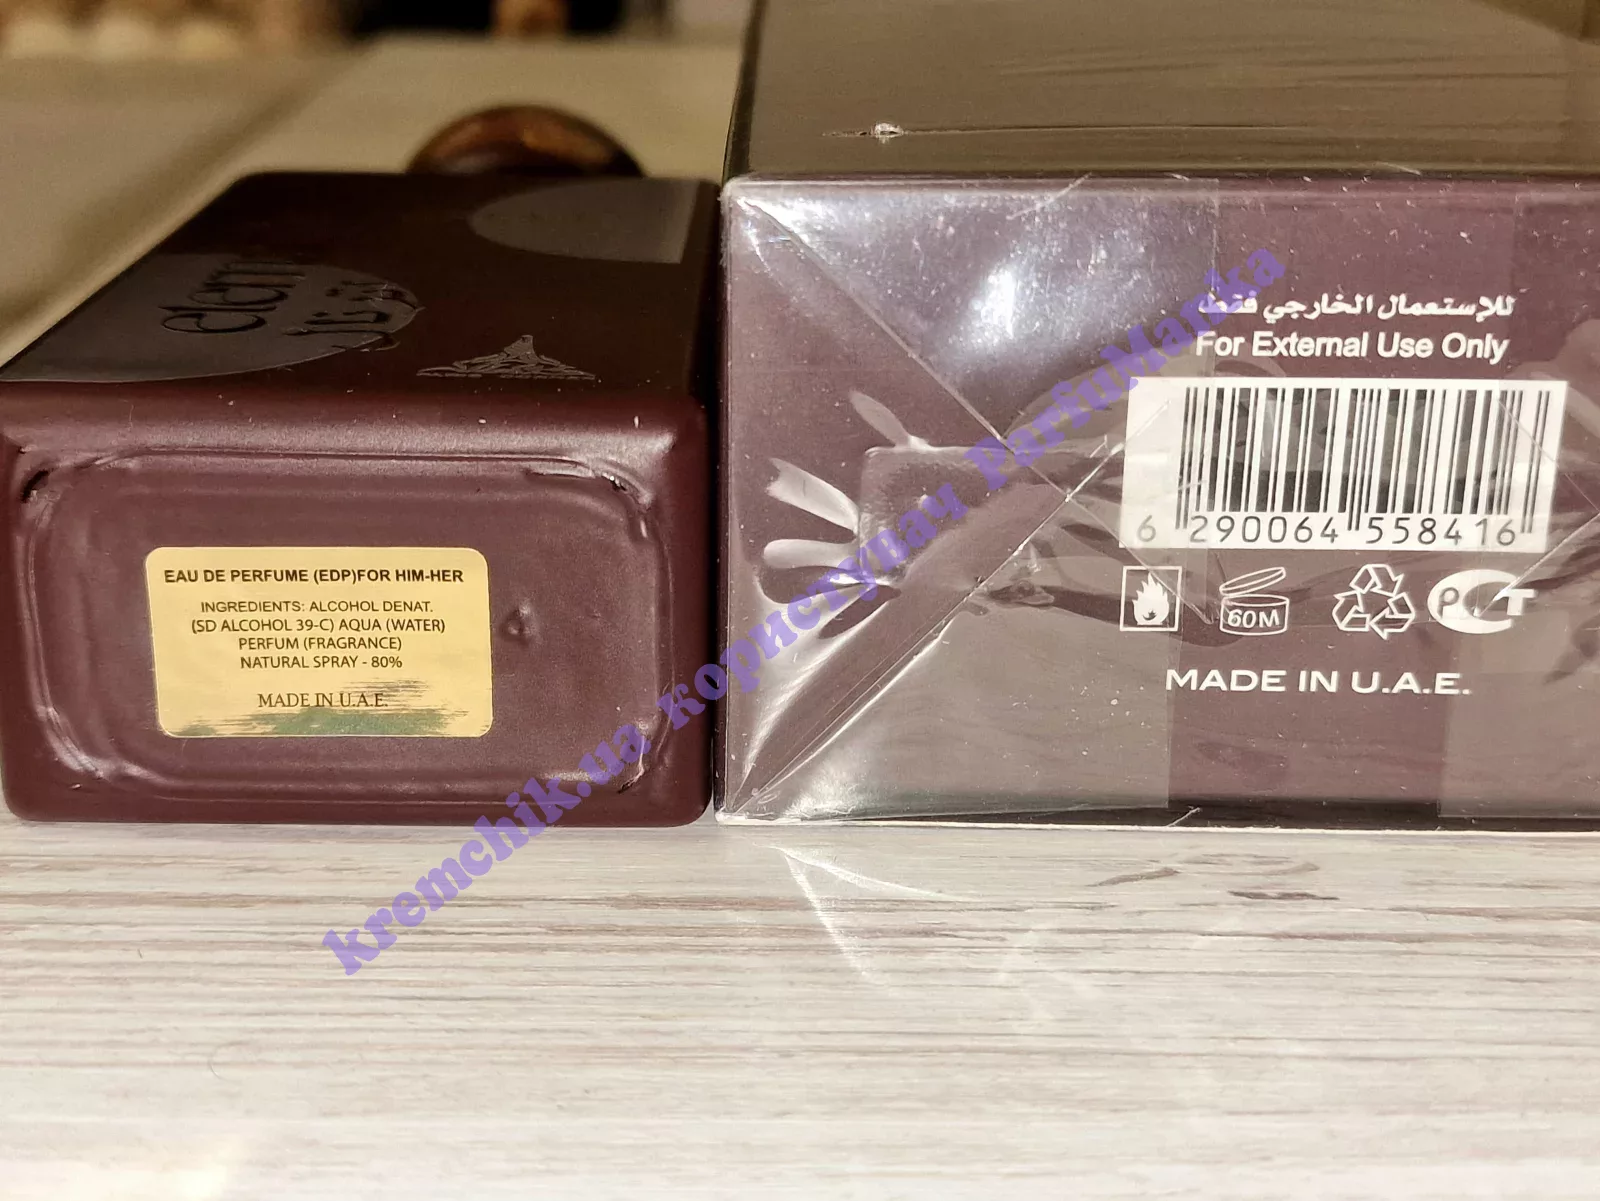 EAU DE PERFUME (EDP)FOR HIM-HER
INGREDIENTS: ALCOHOL DENAT.
(SD ALCOHOL 39-C) AQUA (WATER)
PERFUM (FRAGRANCE)
NATURAL SPRAY - 80%
MADE IN U.A.E.
للإستعمال الخارجي فقط
For External Use Only
6 290064 558416
60M
MADE IN U.A.E.
kremchik.ua користувач ParfuManka